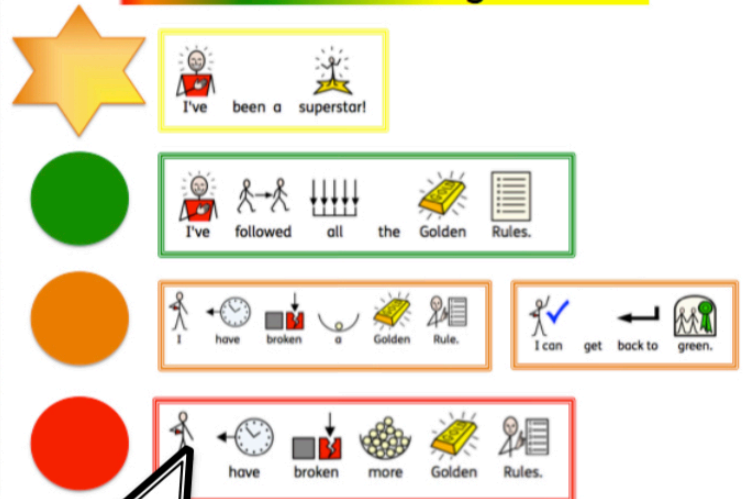 I've been a superstar!
I've followed all the Golden Rules.
I have broken a Golden Rule.
I can get back to green.
have broken more Golden Rules.